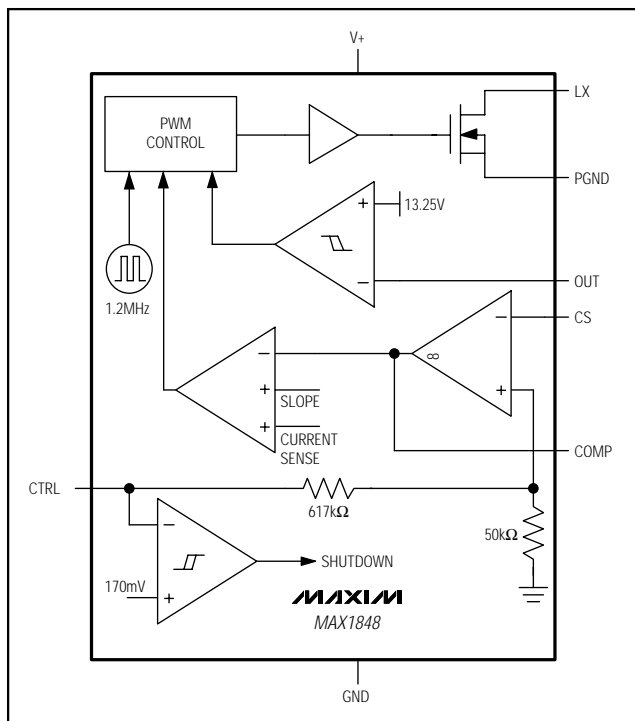 V+
LX
PWM
CONTROL
PGND
+
13.25V
−
OUT
1.2MHz
CS
−
−
8
+
+
SLOPE
+
CURRENT
SENSE
COMP
CTRL
617kΩ
−
50kΩ
SHUTDOWN
170mV
+
MAXIM
MAX1848
GND